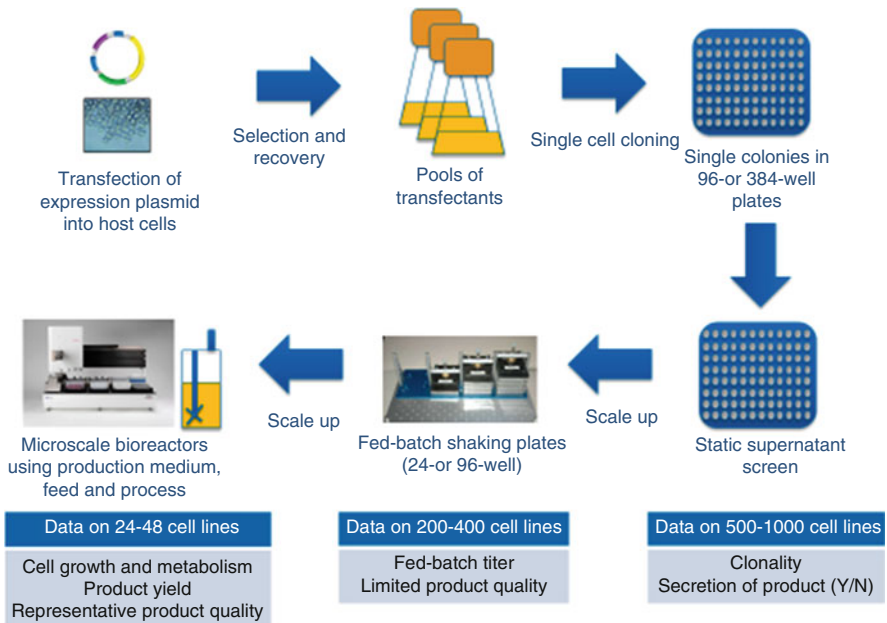 Transfection of
expression plasmid
into host cells
Selection and
recovery
Pools of
transfectants
Single cell cloning
Single colonies in
96-or 384-well
plates
Microscale bioreactors
using production medium,
feed and process
Scale up
Fed-batch shaking plates
(24-or 96-well)
Scale up
Static supernatant
screen
Data on 24-48 cell lines
Cell growth and metabolism
Product yield
Representative product quality
Data on 200-400 cell lines
Fed-batch titer
Limited product quality
Data on 500-1000 cell lines
Clonality
Secretion of product (Y/N)